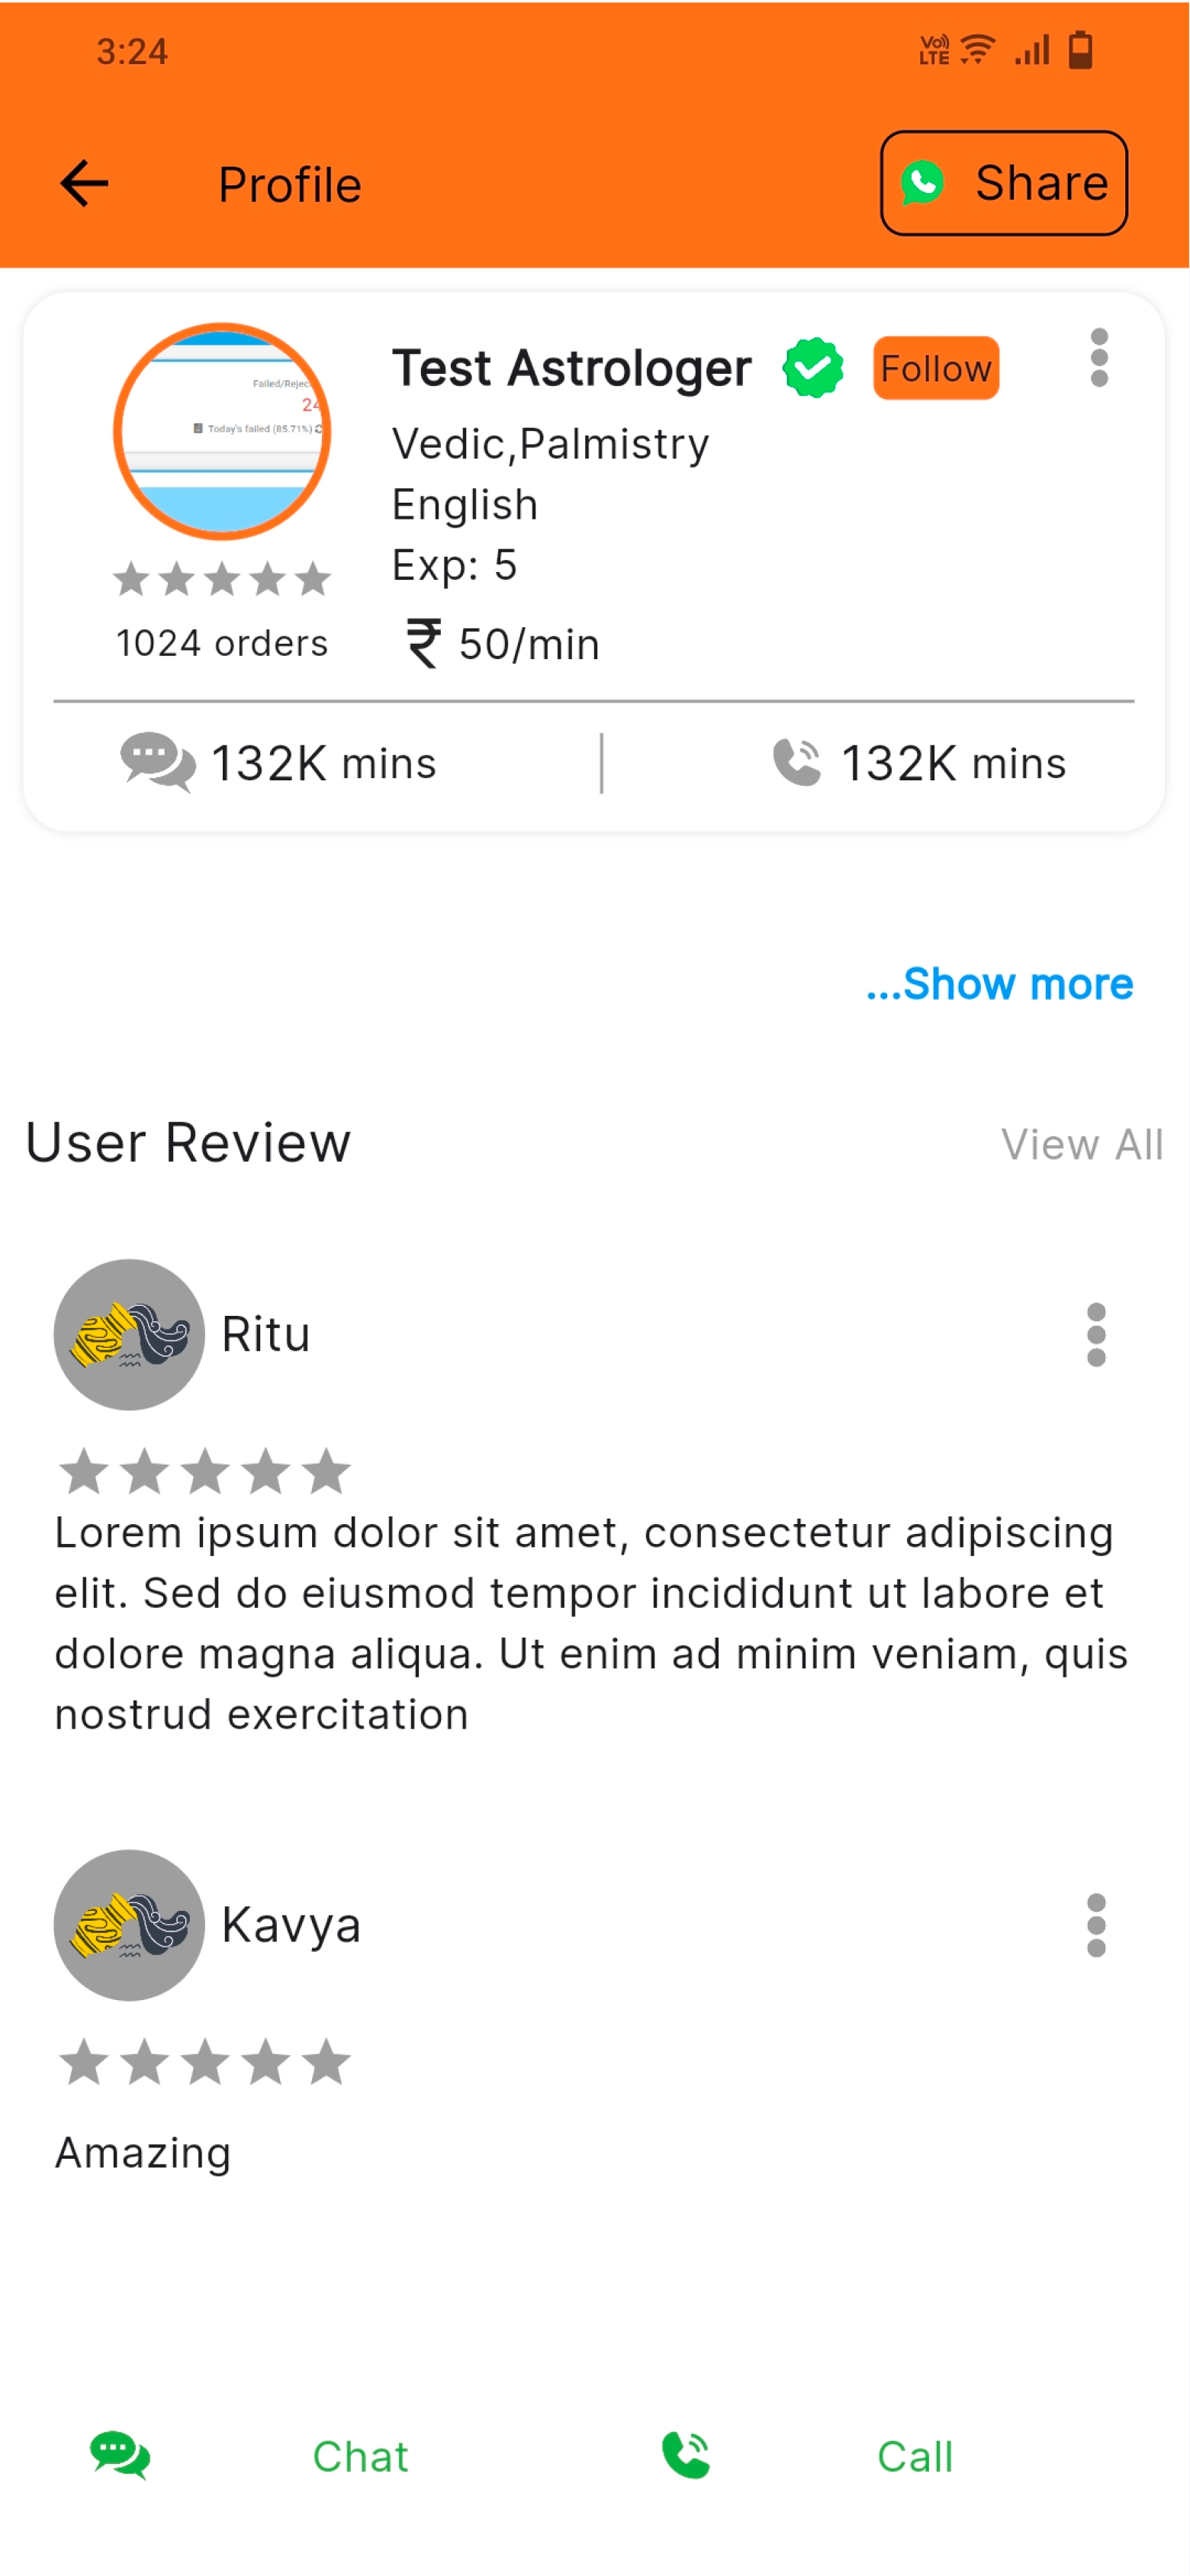 3:24
Vo))
LTE
Profile
Share
Failed/Rejec
24
Today's failed (85.71%)
Test Astrologer
Follow
Vedic,Palmistry
English
Exp: 5
₹ 50/min
1024 orders
132K mins
132K mins
...Show more
User Review
View All
Ritu
Lorem ipsum dolor sit amet, consectetur adipiscing
elit. Sed do eiusmod tempor incididunt ut labore et
dolore magna aliqua. Ut enim ad minim veniam, quis
nostrud exercitation
Kavya
Amazing
Chat
Call